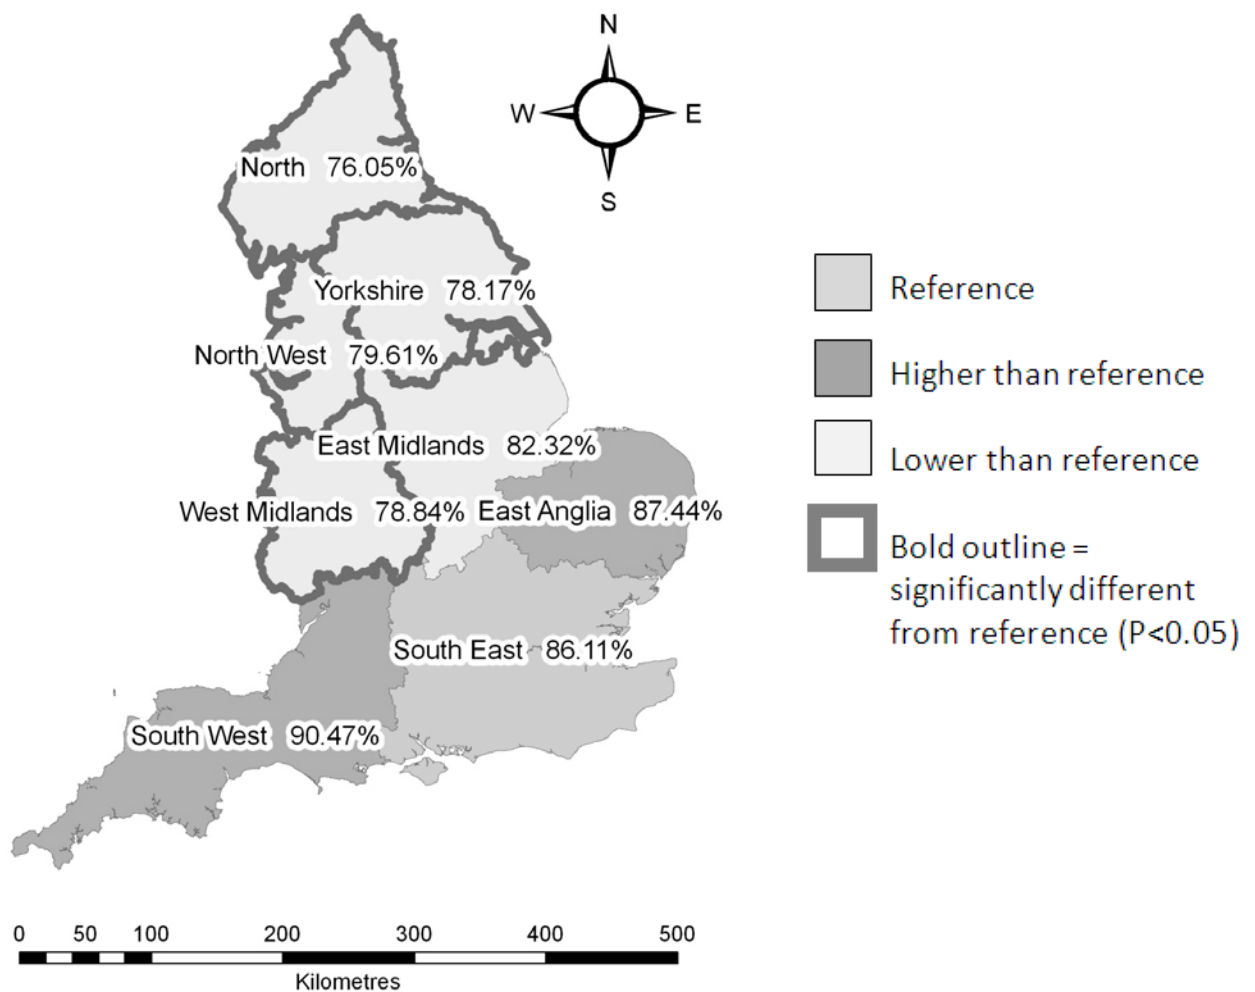 N
W E
S
North 76.05%
Yorkshire 78.17%
North West 79.61%
East Midlands 82.32%
West Midlands 78.84%
East Anglia 87.44%
South East 86.11%
South West 90.47%
Reference
Higher than reference
Lower than reference
Bold outline =
significantly different
from reference (P<0.05)
0 50 100 200 300 400 500
Kilometres